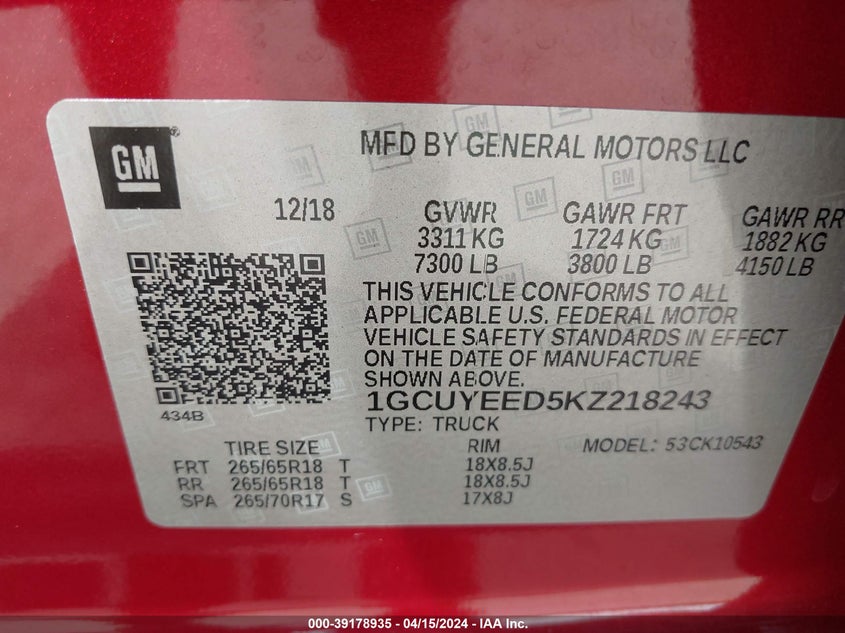 GM
MFD BY GENERAL MOTORS LLC
12/18 GVWR GAWR FRT GAWR RR
3311 KG 1724 KG 1882 KG
7300 LB 3800 LB 4150 LB
THIS VEHICLE CONFORMS TO ALL
APPLICABLE U.S. FEDERAL MOTOR
VEHICLE SAFETY STANDARDS IN EFFECT
ON THE DATE OF MANUFACTURE
SHOWN ABOVE.
434B
1GCUYEED5KZ218243
TYPE: TRUCK
TIRE SIZE RIM MODEL: 53CK10543
FRT 265/65R18 T 18X8.5J
RR 265/65R18 T 18X8.5J
SPA 265/70R17 S 17X8J
000-39178935 - 04/15/2024 - IAA Inc.